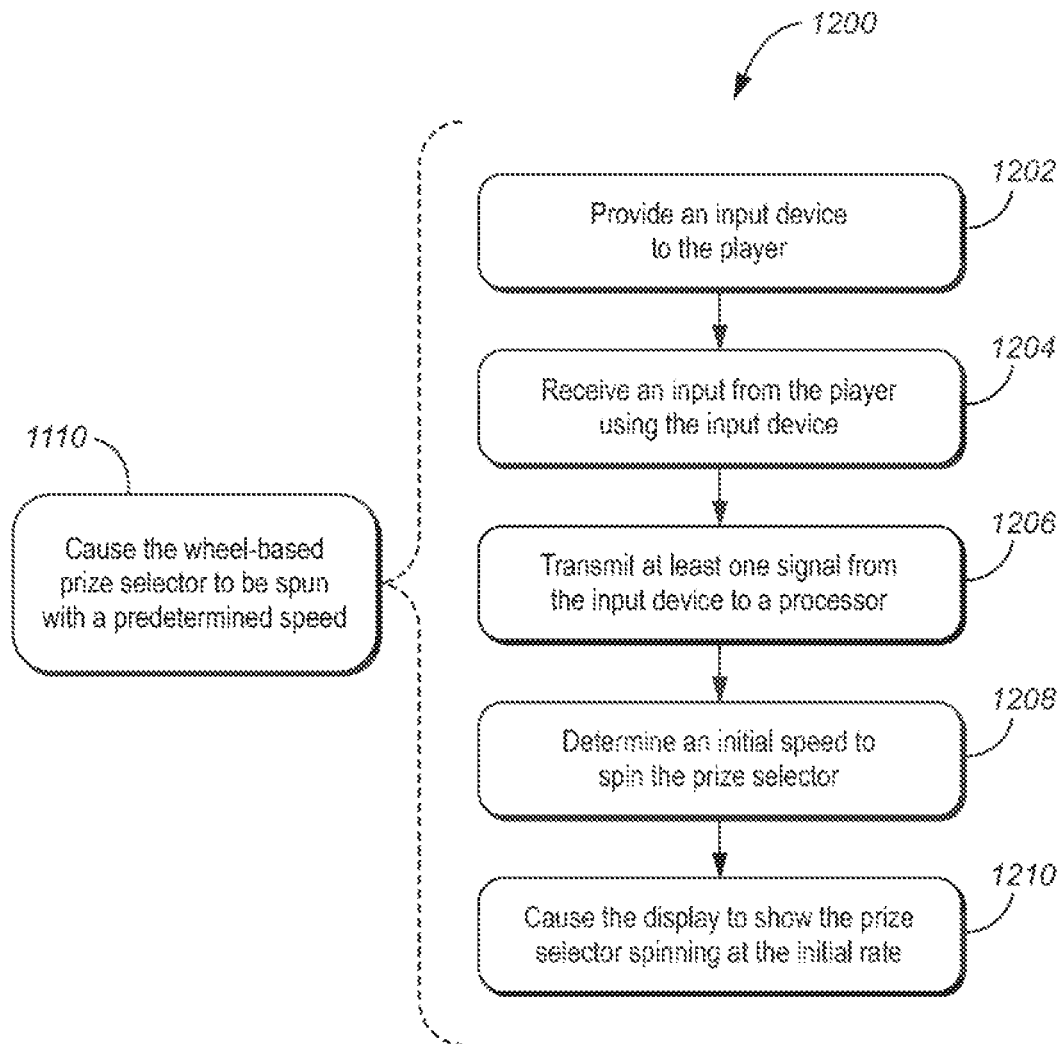 1200
1202
Provide an input device
to the player
1204
Receive an input from the player
using the input device
1110
Cause the wheel-based
prize selector to be spun
with a predetermined speed
1206
Transmit at least one signal from
the input device to a processor
1208
Determine an initial speed to
spin the prize selector
1210
Cause the display to show the prize
selector spinning at the initial rate